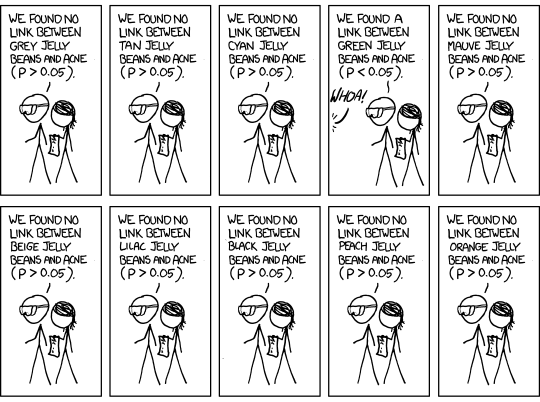 WE FOUND NO
LINK BETWEEN
GREY JELLY
BEANS AND ACNE
(P > 0.05).
WE FOUND NO
LINK BETWEEN
TAN JELLY
BEANS AND ACNE
(P > 0.05).
WE FOUND NO
LINK BETWEEN
CYAN JELLY
BEANS AND ACNE
(P > 0.05).
WE FOUND A
LINK BETWEEN
GREEN JELLY
BEANS AND ACNE
(P < 0.05).
WHOA!
WE FOUND NO
LINK BETWEEN
MAUVE JELLY
BEANS AND ACNE
(P > 0.05).
WE FOUND NO
LINK BETWEEN
BEIGE JELLY
BEANS AND ACNE
(P > 0.05).
WE FOUND NO
LINK BETWEEN
LILAC JELLY
BEANS AND ACNE
(P > 0.05).
WE FOUND NO
LINK BETWEEN
BLACK JELLY
BEANS AND ACNE
(P > 0.05).
WE FOUND NO
LINK BETWEEN
PEACH JELLY
BEANS AND ACNE
(P > 0.05).
WE FOUND NO
LINK BETWEEN
ORANGE JELLY
BEANS AND ACNE
(P > 0.05).